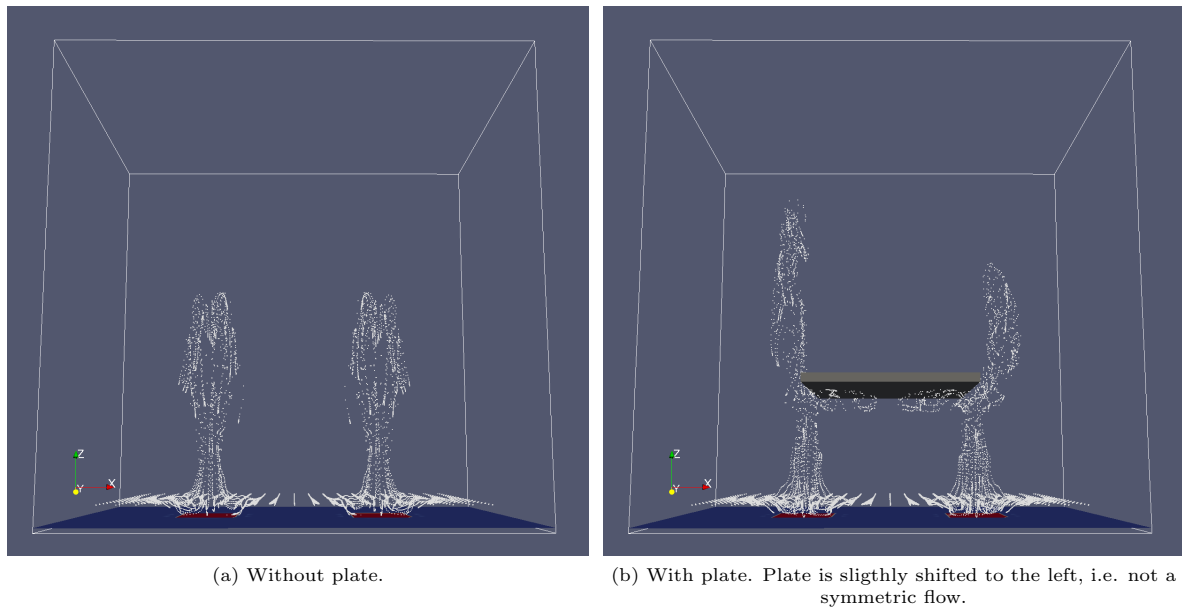 Z
Y
X
Z
Y
X
(a) Without plate.
(b) With plate. Plate is sligthly shifted to the left, i.e. not a
symmetric flow.